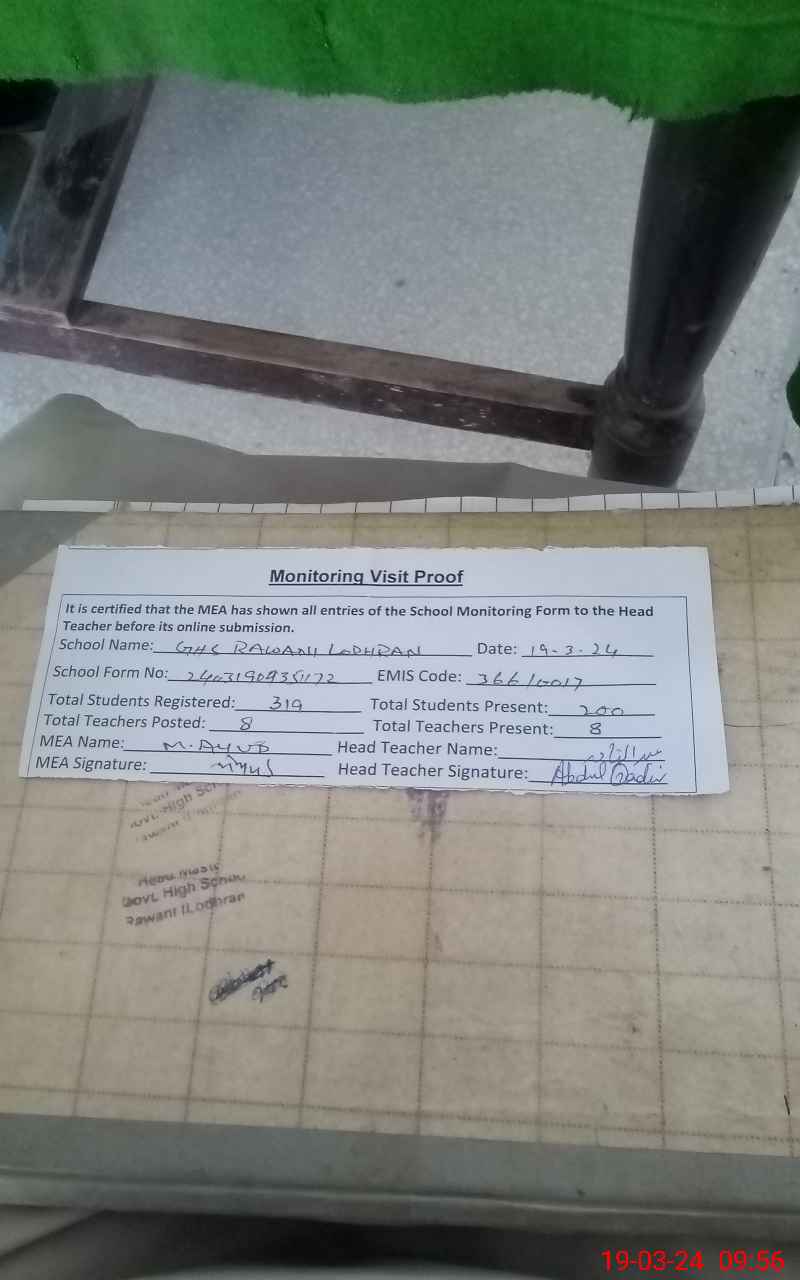 Monitoring Visit Proof
It is certified that the MEA has shown all entries of the School Monitoring Form to the Head
Teacher before its online submission.
School Name: GHS RAWANI LODHRAN Date: 19-3-24
School Form No: EMIS Code: 36610017
Total Students Registered: 319 Total Students Present: 200
Total Teachers Posted: 8 Total Teachers Present: 8
MEA Name: M. AYUB Head Teacher Name: عبدالقادر
MEA Signature: Head Teacher Signature: Abdul Qadir
High
Govt. High School
Rawani (Lodhran
19-03-24 09:56